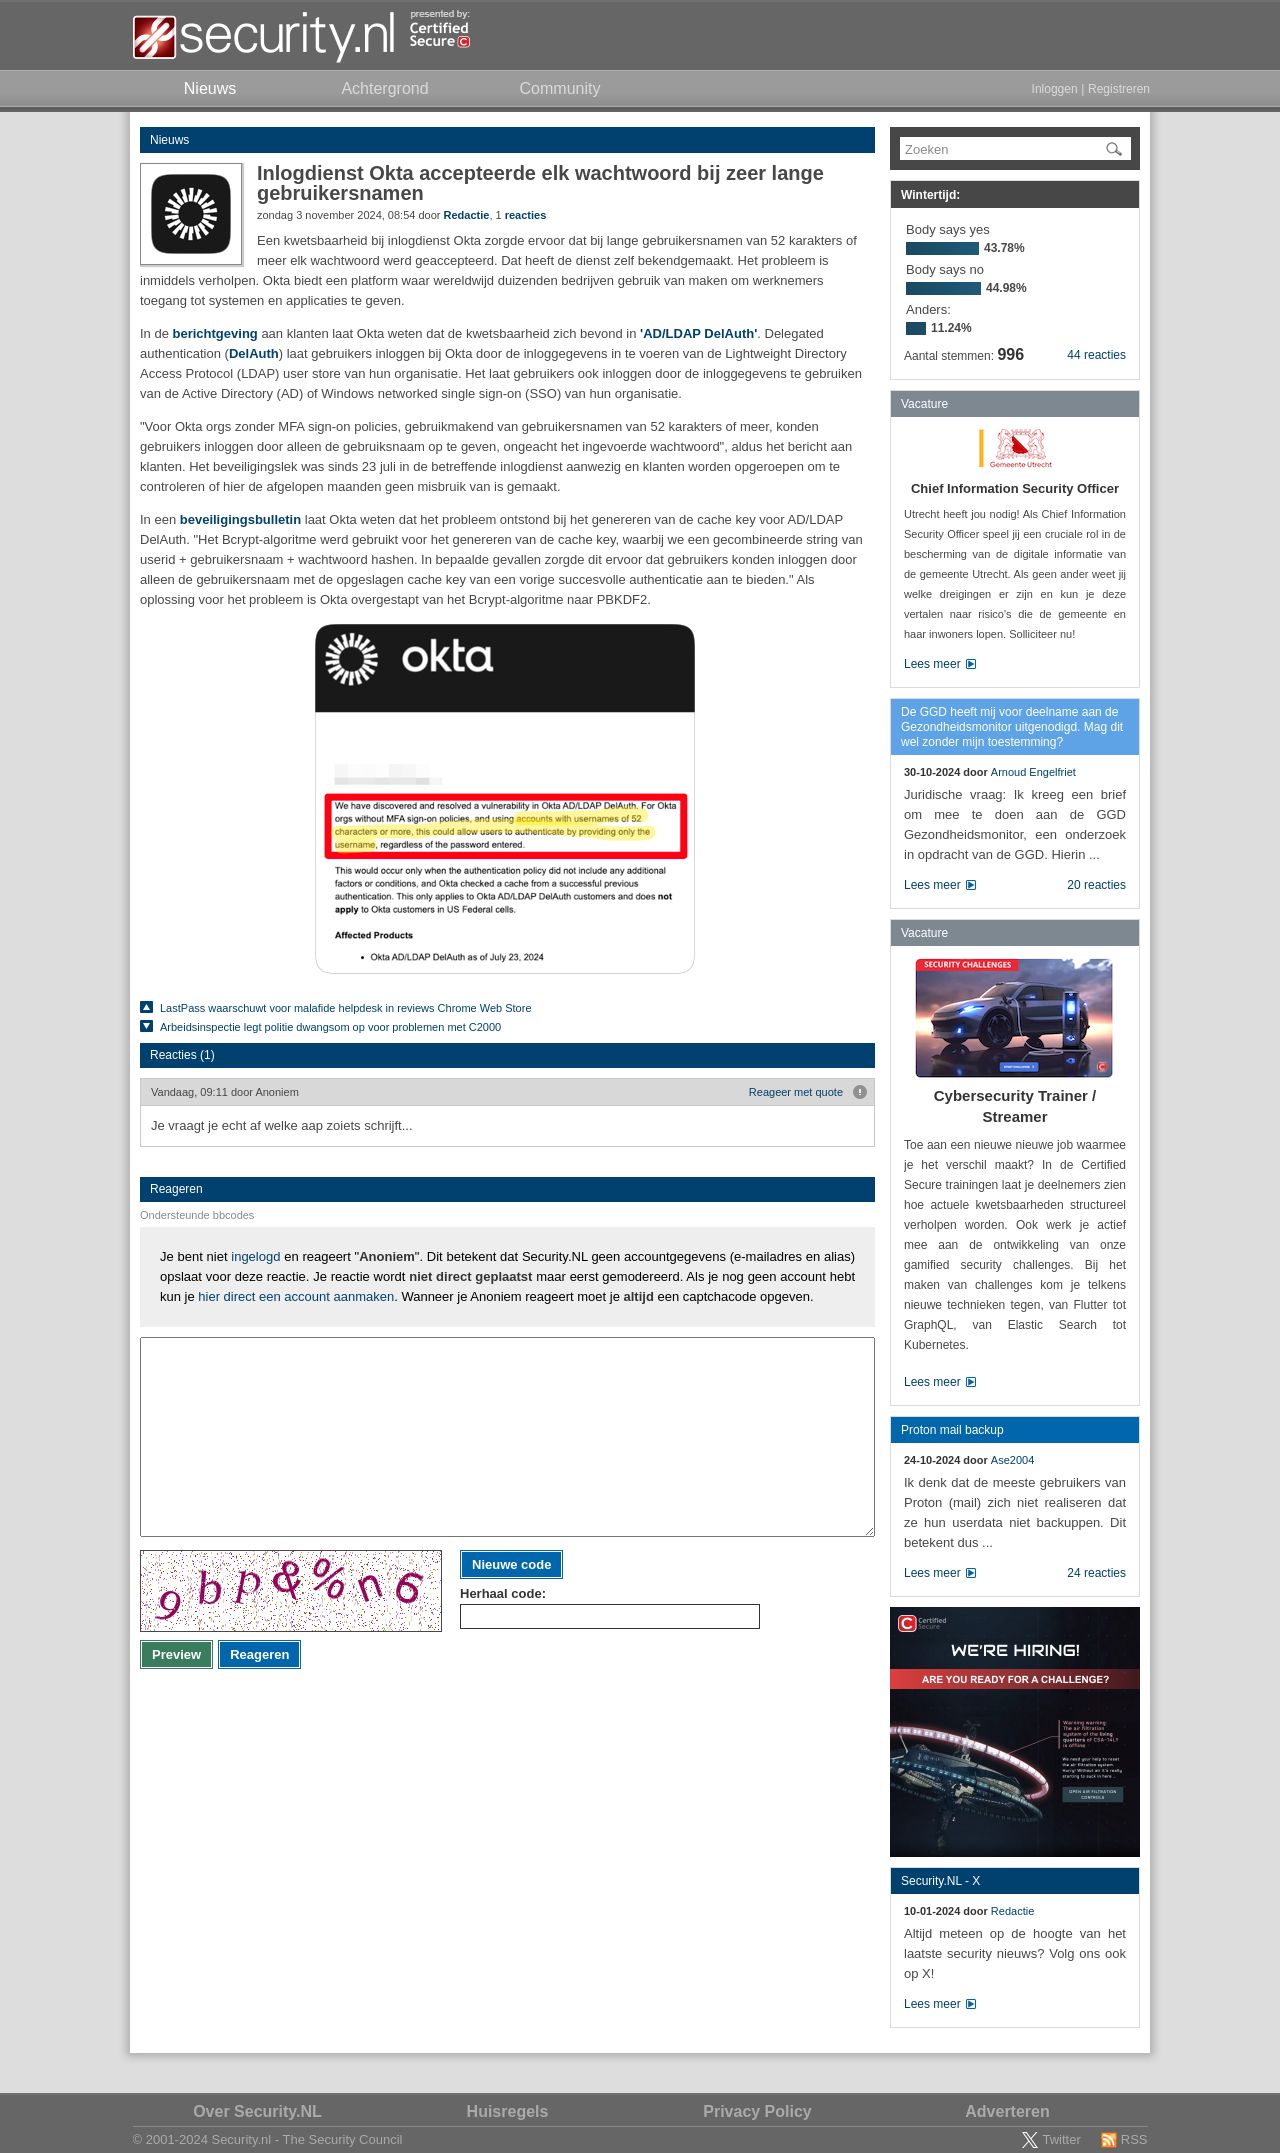 security.nl
presented by:
Certified
Secure
Nieuws
Achtergrond
Community
Inloggen | Registreren
Nieuws
Inlogdienst Okta accepteerde elk wachtwoord bij zeer lange
gebruikersnamen
zondag 3 november 2024, 08:54 door Redactie, 1 reacties
Een kwetsbaarheid bij inlogdienst Okta zorgde ervoor dat bij lange gebruikersnamen van 52 karakters of
meer elk wachtwoord werd geaccepteerd. Dat heeft de dienst zelf bekendgemaakt. Het probleem is
inmiddels verholpen. Okta biedt een platform waar wereldwijd duizenden bedrijven gebruik van maken om werknemers
toegang tot systemen en applicaties te geven.
In de berichtgeving aan klanten laat Okta weten dat de kwetsbaarheid zich bevond in 'AD/LDAP DelAuth'. Delegated
authentication (DelAuth) laat gebruikers inloggen bij Okta door de inloggegevens in te voeren van de Lightweight Directory
Access Protocol (LDAP) user store van hun organisatie. Het laat gebruikers ook inloggen door de inloggegevens te gebruiken
van de Active Directory (AD) of Windows networked single sign-on (SSO) van hun organisatie.
"Voor Okta orgs zonder MFA sign-on policies, gebruikmakend van gebruikersnamen van 52 karakters of meer, konden
gebruikers inloggen door alleen de gebruiksnaam op te geven, ongeacht het ingevoerde wachtwoord", aldus het bericht aan
klanten. Het beveiligingslek was sinds 23 juli in de betreffende inlogdienst aanwezig en klanten worden opgeroepen om te
controleren of hier de afgelopen maanden geen misbruik van is gemaakt.
In een beveiligingsbulletin laat Okta weten dat het probleem ontstond bij het genereren van de cache key voor AD/LDAP
DelAuth. "Het Bcrypt-algoritme werd gebruikt voor het genereren van de cache key, waarbij we een gecombineerde string van
userid + gebruikersnaam + wachtwoord hashen. In bepaalde gevallen zorgde dit ervoor dat gebruikers konden inloggen door
alleen de gebruikersnaam met de opgeslagen cache key van een vorige succesvolle authenticatie aan te bieden." Als
oplossing voor het probleem is Okta overgestapt van het Bcrypt-algoritme naar PBKDF2.
okta
We have discovered and resolved a vulnerability in Okta AD/LDAP DelAuth. For Okta
orgs without MFA sign-on policies, and using accounts with usernames of 52
characters or more, this could allow users to authenticate by providing only the
username, regardless of the password entered.
This would occur only when the authentication policy did not include any additional
factors or conditions, and Okta checked a cache from a successful previous
authentication. This only applies to Okta AD/LDAP DelAuth customers and does not
apply to Okta customers in US Federal cells.
Affected Products
• Okta AD/LDAP DelAuth as of July 23, 2024
LastPass waarschuwt voor malafide helpdesk in reviews Chrome Web Store
Arbeidsinspectie legt politie dwangsom op voor problemen met C2000
Reacties (1)
Vandaag, 09:11 door Anoniem
Reageer met quote
Je vraagt je echt af welke aap zoiets schrijft...
Reageren
Ondersteunde bbcodes
Je bent niet ingelogd en reageert "Anoniem". Dit betekent dat Security.NL geen accountgegevens (e-mailadres en alias)
opslaat voor deze reactie. Je reactie wordt niet direct geplaatst maar eerst gemodereerd. Als je nog geen account hebt
kun je hier direct een account aanmaken. Wanneer je Anoniem reageert moet je altijd een captchacode opgeven.
9bp&%n6
Nieuwe code
Herhaal code:
Preview
Reageren
Zoeken
Wintertijd:
Body says yes
43.78%
Body says no
44.98%
Anders:
11.24%
Aantal stemmen: 996
44 reacties
Vacature
Gemeente Utrecht
Chief Information Security Officer
Utrecht heeft jou nodig! Als Chief Information
Security Officer speel jij een cruciale rol in de
bescherming van de digitale informatie van
de gemeente Utrecht. Als geen ander weet jij
welke dreigingen er zijn en kun je deze
vertalen naar risico's die de gemeente en
haar inwoners lopen. Solliciteer nu!
Lees meer
De GGD heeft mij voor deelname aan de
Gezondheidsmonitor uitgenodigd. Mag dit
wel zonder mijn toestemming?
30-10-2024 door Arnoud Engelfriet
Juridische vraag: Ik kreeg een brief
om mee te doen aan de GGD
Gezondheidsmonitor, een onderzoek
in opdracht van de GGD. Hierin ...
Lees meer
20 reacties
Vacature
SECURITY CHALLENGES
Cybersecurity Trainer /
Streamer
Toe aan een nieuwe nieuwe job waarmee
je het verschil maakt? In de Certified
Secure trainingen laat je deelnemers zien
hoe actuele kwetsbaarheden structureel
verholpen worden. Ook werk je actief
mee aan de ontwikkeling van onze
gamified security challenges. Bij het
maken van challenges kom je telkens
nieuwe technieken tegen, van Flutter tot
GraphQL, van Elastic Search tot
Kubernetes.
Lees meer
Proton mail backup
24-10-2024 door Ase2004
Ik denk dat de meeste gebruikers van
Proton (mail) zich niet realiseren dat
ze hun userdata niet backuppen. Dit
betekent dus ...
Lees meer
24 reacties
Certified
Secure
WE'RE HIRING!
ARE YOU READY FOR A CHALLENGE?
Warning warning:
The air filtration
system of the living
quarters of CSA-14LY
is offline.
We need your help to reset
the air filtration system.
Hurry! Without air it's really
starting to suck in here ...
OPEN AIR FILTRATION
CONTROLS
Security.NL - X
10-01-2024 door Redactie
Altijd meteen op de hoogte van het
laatste security nieuws? Volg ons ook
op X!
Lees meer
Over Security.NL
Huisregels
Privacy Policy
Adverteren
© 2001-2024 Security.nl - The Security Council
Twitter
RSS